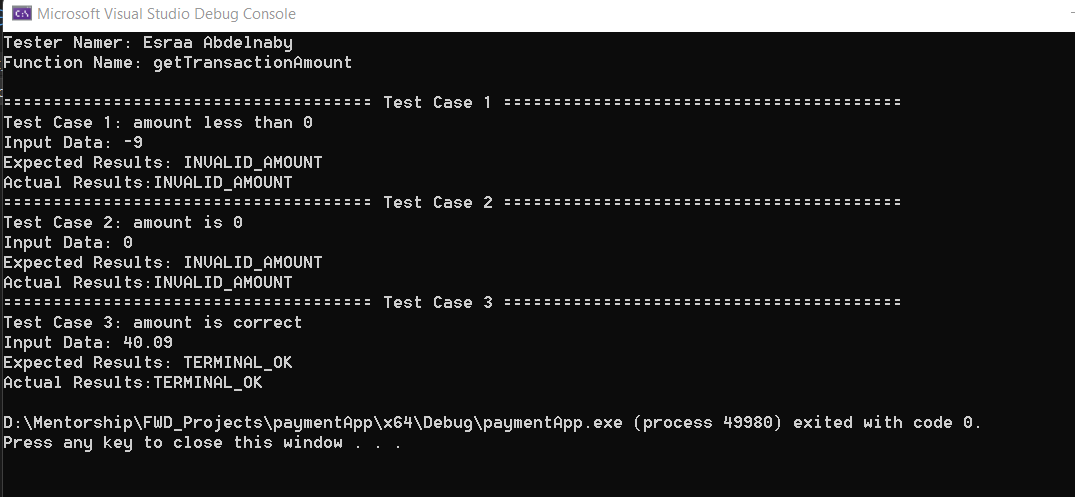 Microsoft Visual Studio Debug Console
Tester Namer: Esraa Abdelnaby
Function Name: getTransactionAmount
------------------------------------- Test Case 1 ----------------------------------------
Test Case 1: amount less than 0
Input Data: -9
Expected Results: INVALID_AMOUNT
Actual Results:INVALID_AMOUNT
------------------------------------- Test Case 2 ----------------------------------------
Test Case 2: amount is 0
Input Data: 0
Expected Results: INVALID_AMOUNT
Actual Results:INVALID_AMOUNT
------------------------------------- Test Case 3 ----------------------------------------
Test Case 3: amount is correct
Input Data: 40.09
Expected Results: TERMINAL_OK
Actual Results:TERMINAL_OK
D:\Mentorship\FWD_Projects\paymentApp\x64\Debug\paymentApp.exe (process 49980) exited with code 0.
Press any key to close this window . . .